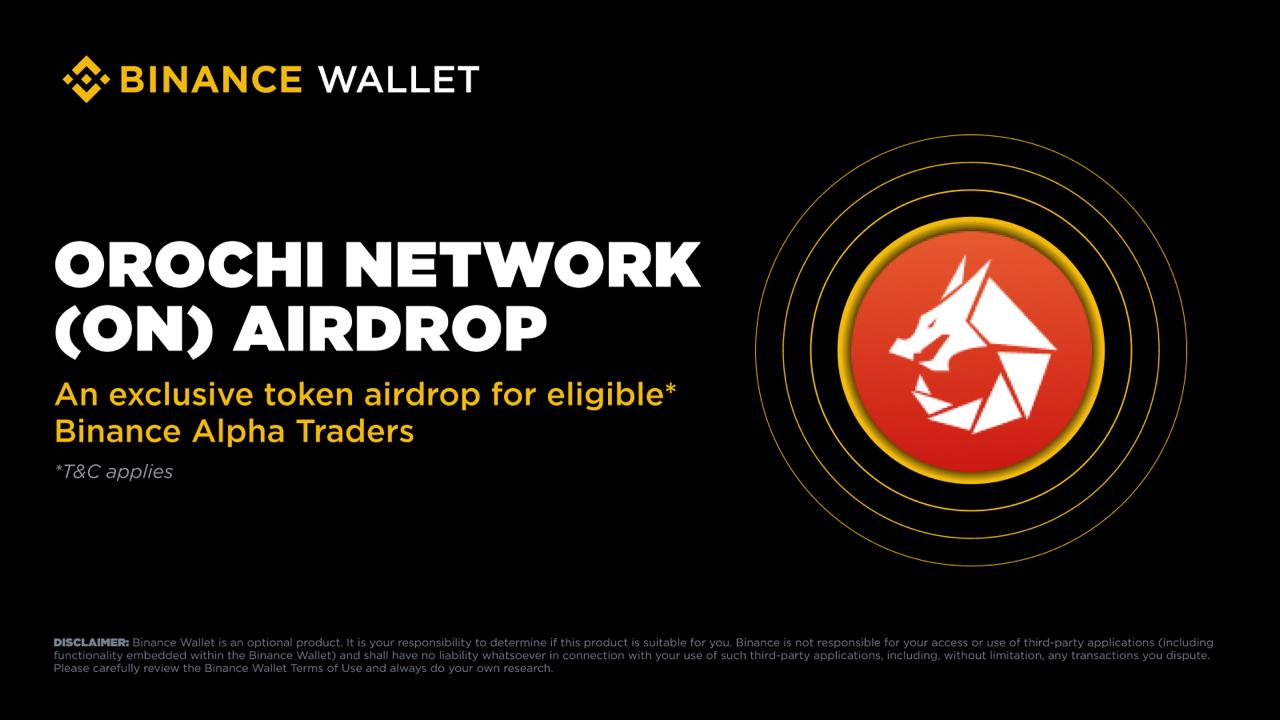 BINANCE WALLET
OROCHI NETWORK
(ON) AIRDROP
An exclusive token airdrop for eligible*
Binance Alpha Traders
*T&C applies
DISCLAIMER: Binance Wallet is an optional product. It is your responsibility to determine if this product is suitable for you. Binance is not responsible for your access or use of third-party applications (including
functionality embedded within the Binance Wallet) and shall have no liability whatsoever in connection with your use of such third-party applications, including, without limitation, any transactions you dispute.
Please carefully review the Binance Wallet Terms of Use and always do your own research.